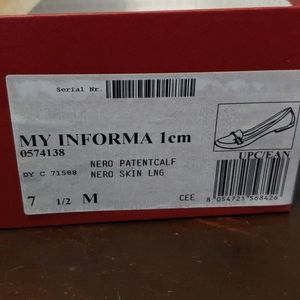 Serial Nr.
MY INFORMA 1cm
0574138
NERO PATENTCALF
DY C 71588 NERO SKIN LNG
UPC/EAN
7 1/2 M CEE 8 054721 568426